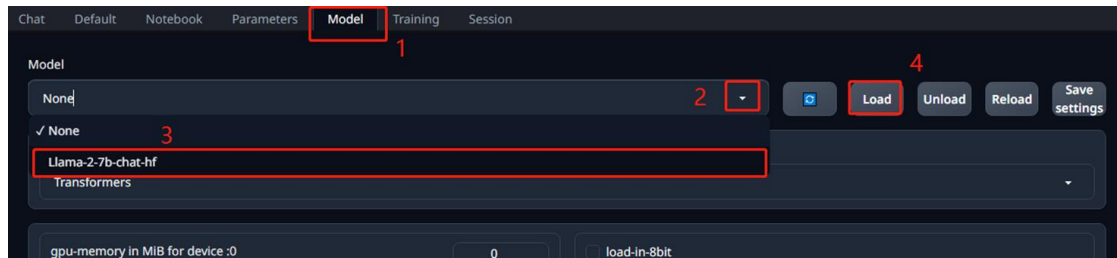 Chat Default Notebook Parameters Model Training Session
1
Model
4
None
2
Load Unload Reload Save settings
✓ None
3
Llama-2-7b-chat-hf
Transformers
gpu-memory in MiB for device :0 0 load-in-8bit